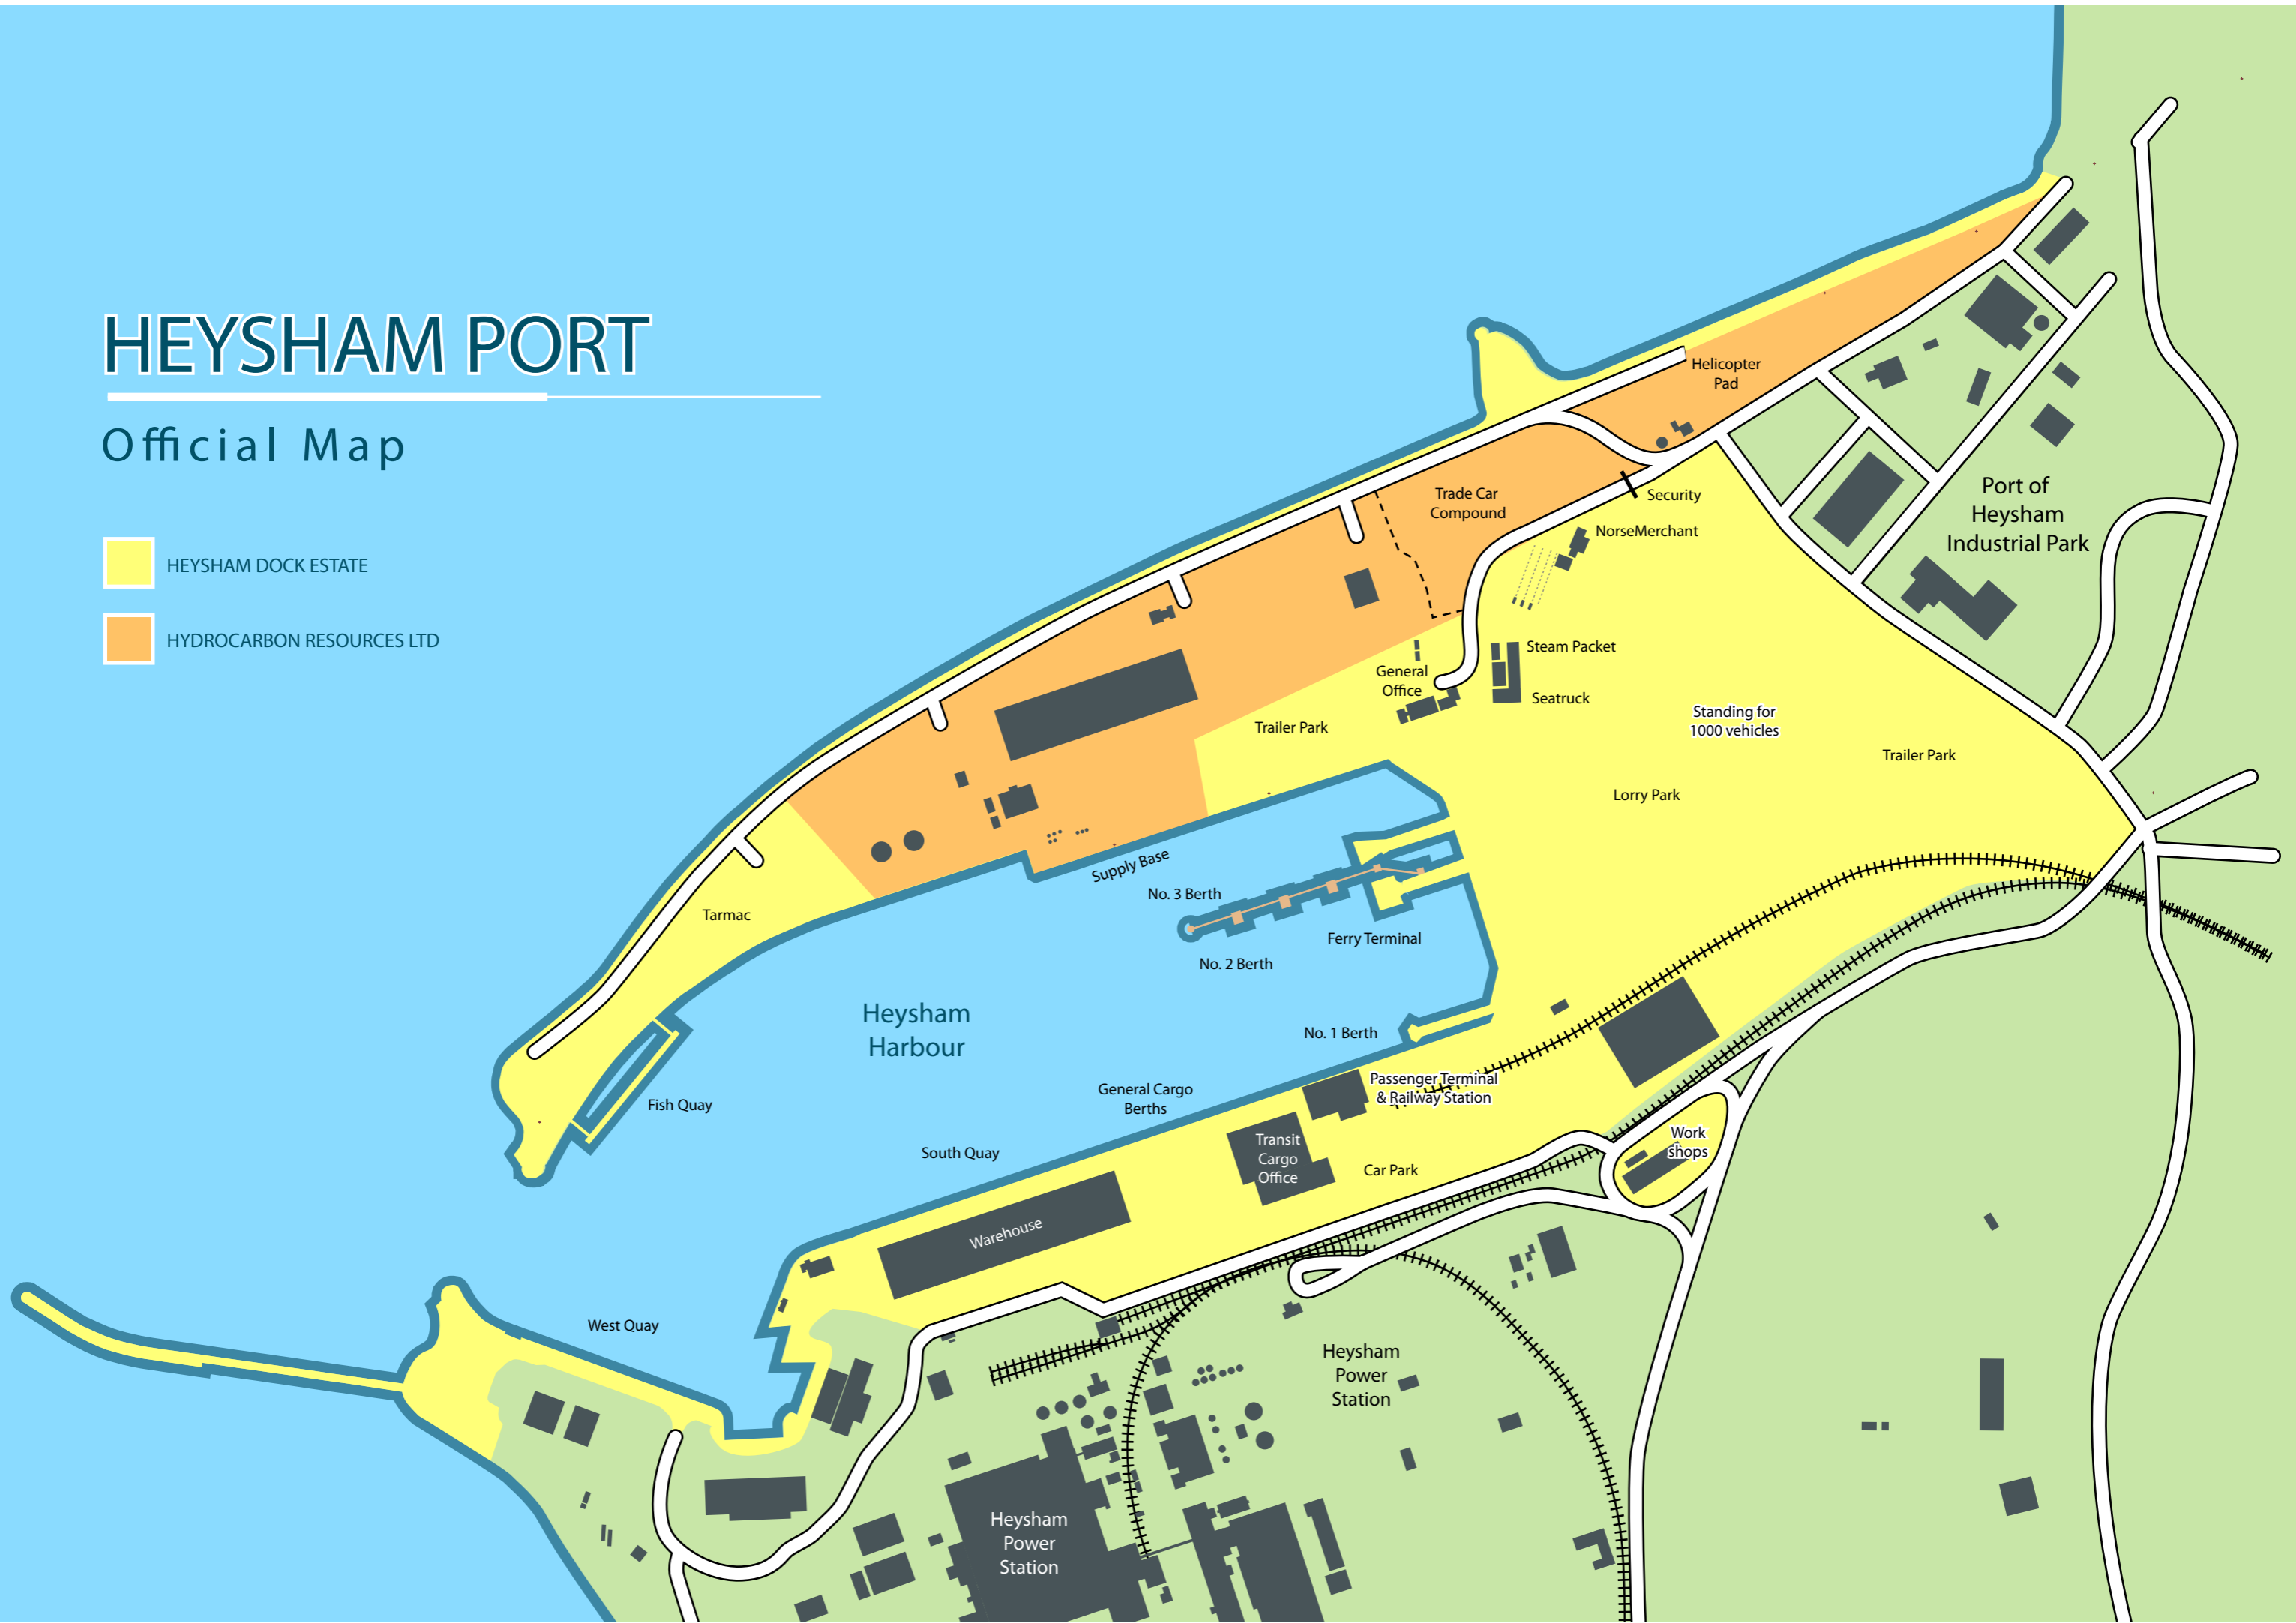 HEYSHAM PORT
Official Map
HEYSHAM DOCK ESTATE
HYDROCARBON RESOURCES LTD
Helicopter
Pad
Trade Car
Compound
Security
NorseMerchant
Port of
Heysham
Industrial Park
Steam Packet
General
Office
Seatruck
Trailer Park
Standing for
1000 vehicles
Trailer Park
Lorry Park
Supply Base
No. 3 Berth
Tarmac
Ferry Terminal
No. 2 Berth
Heysham
Harbour
No. 1 Berth
General Cargo
Berths
Passenger Terminal
& Railway Station
Fish Quay
South Quay
Transit
Cargo
Office
Car Park
Work
shops
Warehouse
West Quay
Heysham
Power
Station
Heysham
Power
Station